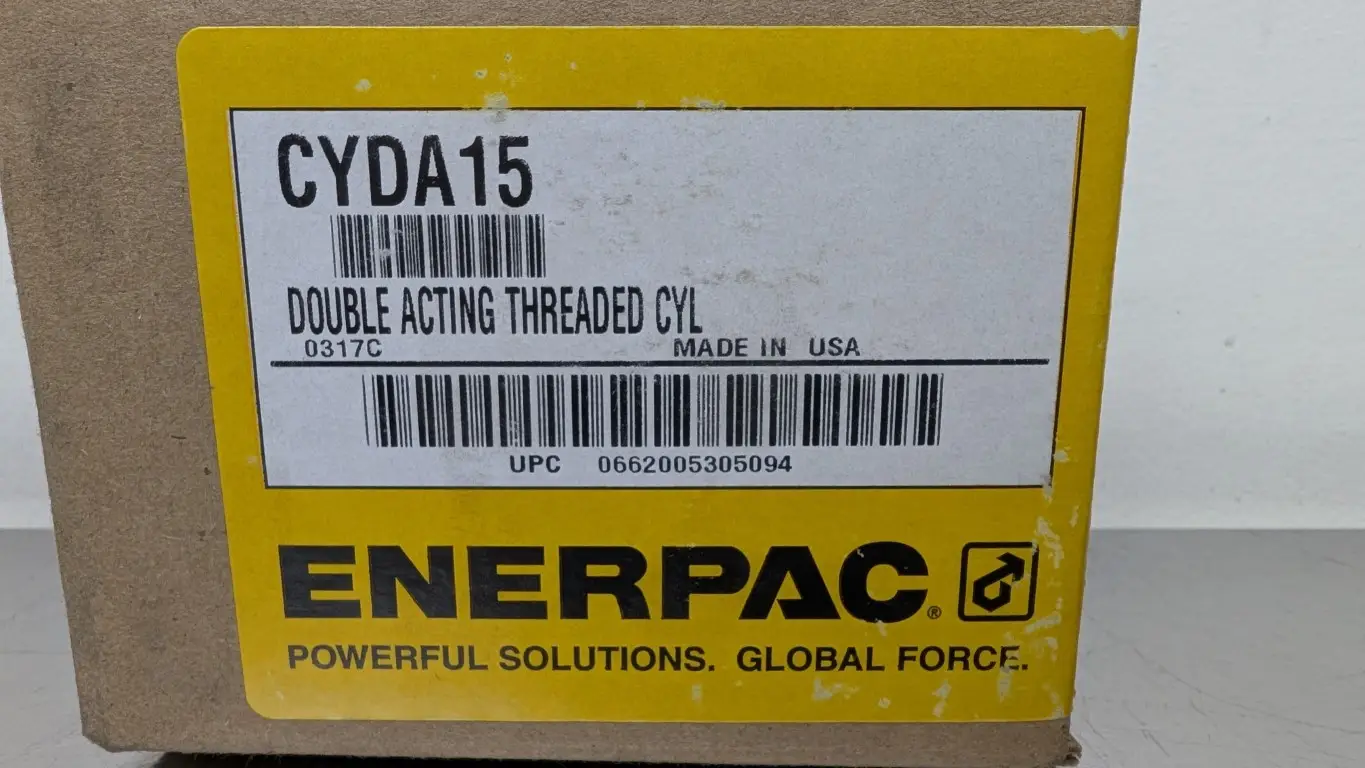 CYDA15
DOUBLE ACTING THREADED CYL
0317C MADE IN USA
UPC 0662005305094
ENERPAC®
POWERFUL SOLUTIONS. GLOBAL FORCE.